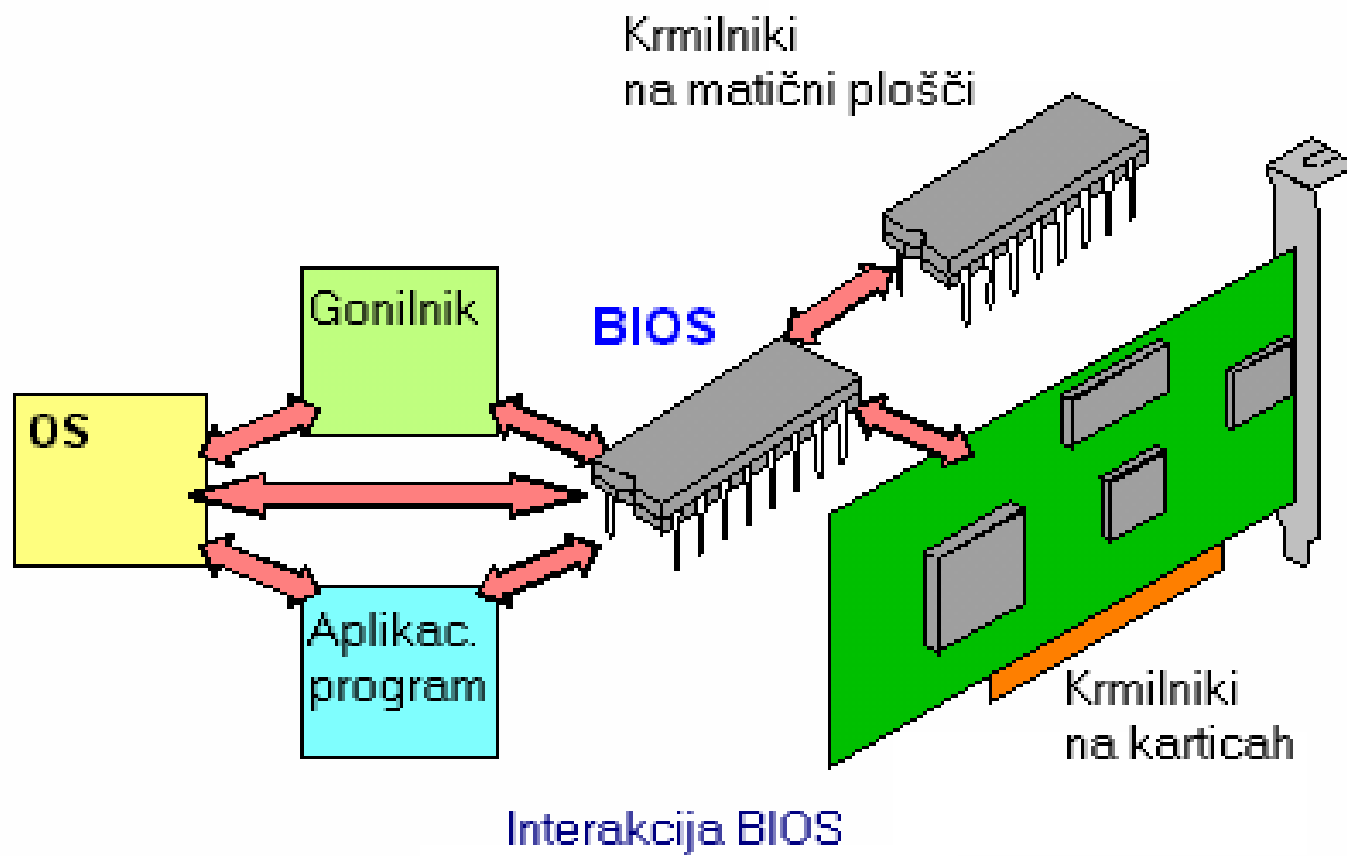 Krmilniki
na matični plošči
Gonilnik
BIOS
OS
Aplikac.
program
Krmilniki
na karticah
Interakcija BIOS